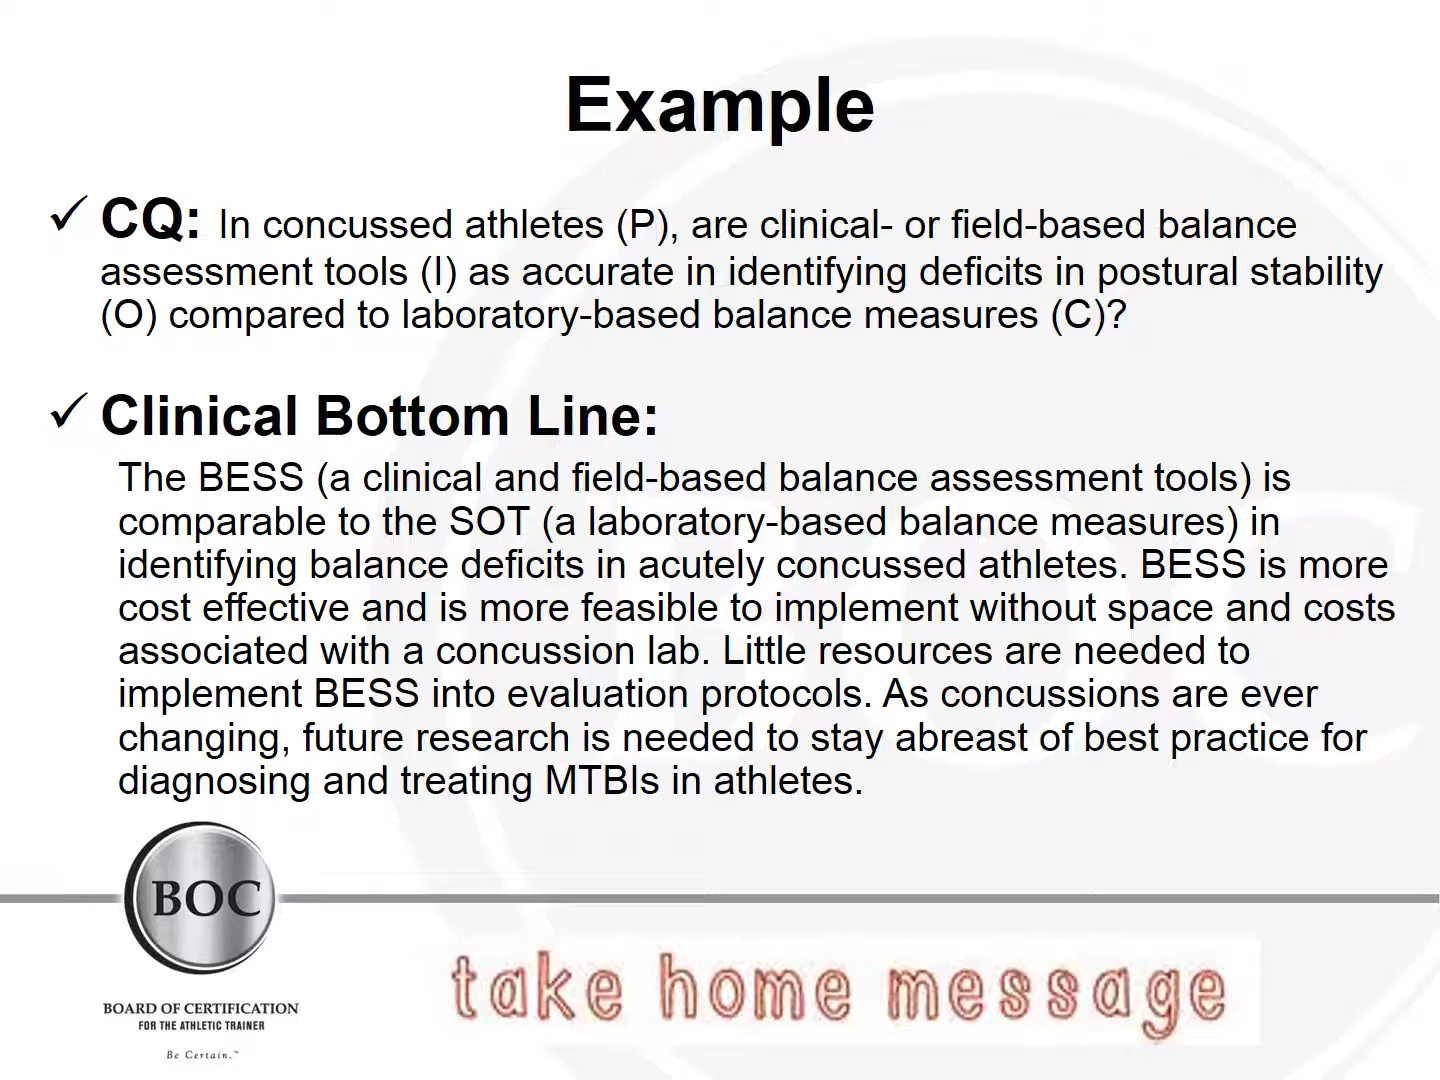 Example
✓ CQ: In concussed athletes (P), are clinical- or field-based balance
assessment tools (I) as accurate in identifying deficits in postural stability
(O) compared to laboratory-based balance measures (C)?
✓ Clinical Bottom Line:
The BESS (a clinical and field-based balance assessment tools) is
comparable to the SOT (a laboratory-based balance measures) in
identifying balance deficits in acutely concussed athletes. BESS is more
cost effective and is more feasible to implement without space and costs
associated with a concussion lab. Little resources are needed to
implement BESS into evaluation protocols. As concussions are ever
changing, future research is needed to stay abreast of best practice for
diagnosing and treating MTBIs in athletes.
BOC
BOARD OF CERTIFICATION
FOR THE ATHLETIC TRAINER
Be Certain.™
take home message